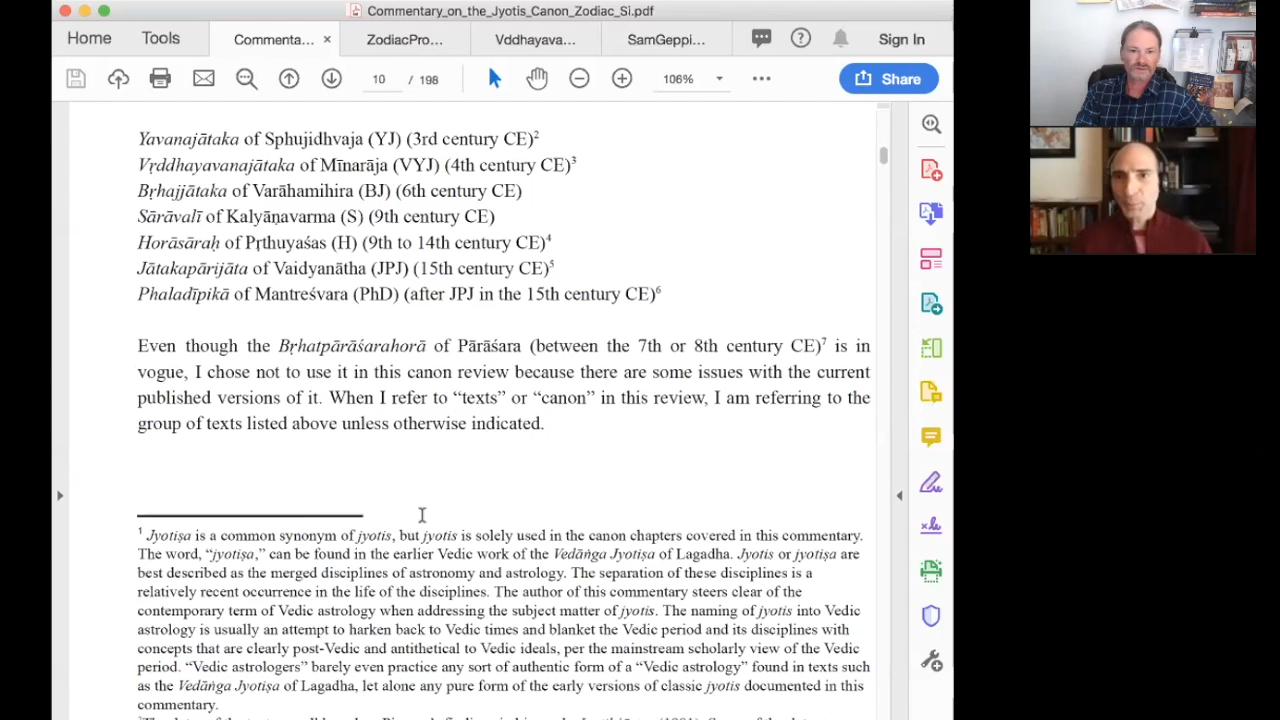 Commentary_on_the_Jyotis_Canon_Zodiac_Si.pdf
Home Tools Commenta... × ZodiacPro... Vddhayava... SamGeppi... Sign In
10 / 198 106% Share
Yavanajātaka of Sphujidhvaja (YJ) (3rd century CE)2
Vṛddhayavanajātaka of Mīnarāja (VYJ) (4th century CE)3
Bṛhajjātaka of Varāhamihira (BJ) (6th century CE)
Sārāvalī of Kalyāṇavarma (S) (9th century CE)
Horāsāraḥ of Pṛthuyaśas (H) (9th to 14th century CE)4
Jātakapārijāta of Vaidyanātha (JPJ) (15th century CE)5
Phaladīpikā of Mantreśvara (PhD) (after JPJ in the 15th century CE)6
Even though the Bṛhatpārāśarahorā of Pārāśara (between the 7th or 8th century CE)7 is in
vogue, I chose not to use it in this canon review because there are some issues with the current
published versions of it. When I refer to “texts” or “canon” in this review, I am referring to the
group of texts listed above unless otherwise indicated.
1 Jyotiṣa is a common synonym of jyotis, but jyotis is solely used in the canon chapters covered in this commentary.
The word, “jyotiṣa,” can be found in the earlier Vedic work of the Vedāṅga Jyotiṣa of Lagadha. Jyotis or jyotiṣa are
best described as the merged disciplines of astronomy and astrology. The separation of these disciplines is a
relatively recent occurrence in the life of the disciplines. The author of this commentary steers clear of the
contemporary term of Vedic astrology when addressing the subject matter of jyotis. The naming of jyotis into Vedic
astrology is usually an attempt to harken back to Vedic times and blanket the Vedic period and its disciplines with
concepts that are clearly post-Vedic and antithetical to Vedic ideals, per the mainstream scholarly view of the Vedic
period. “Vedic astrologers” barely even practice any sort of authentic form of a “Vedic astrology” found in texts such
as the Vedāṅga Jyotiṣa of Lagadha, let alone any pure form of the early versions of classic jyotis documented in this
commentary.